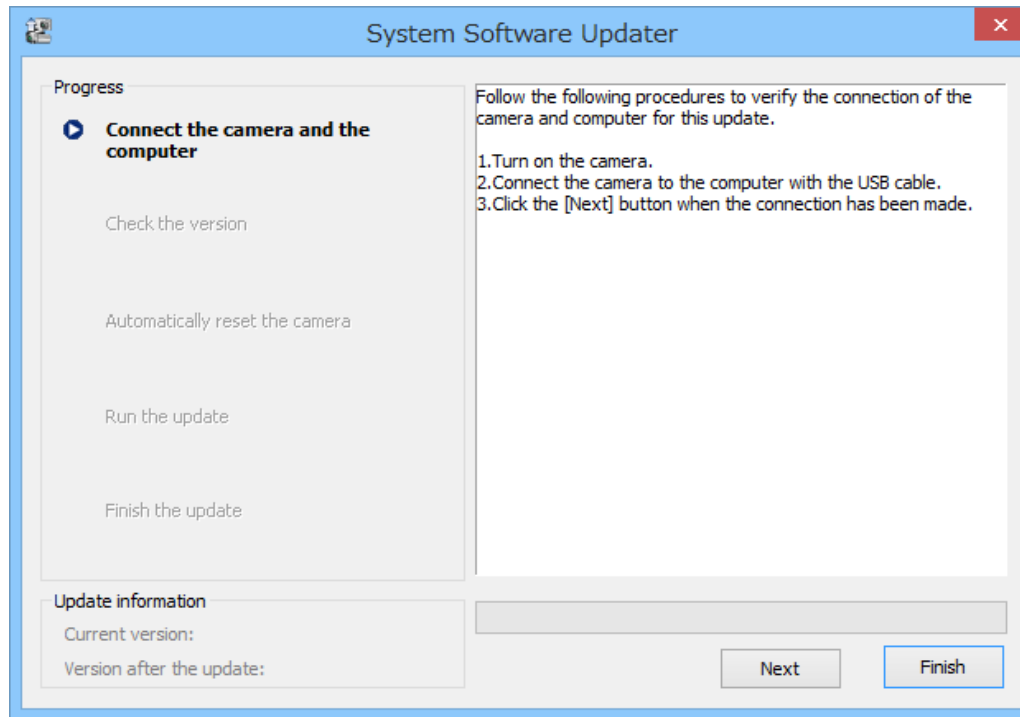 System Software Updater
Progress
Connect the camera and the
computer
Check the version
Automatically reset the camera
Run the update
Finish the update
Follow the following procedures to verify the connection of the
camera and computer for this update.
1.Turn on the camera.
2.Connect the camera to the computer with the USB cable.
3.Click the [Next] button when the connection has been made.
Update information
Current version:
Version after the update:
Next
Finish